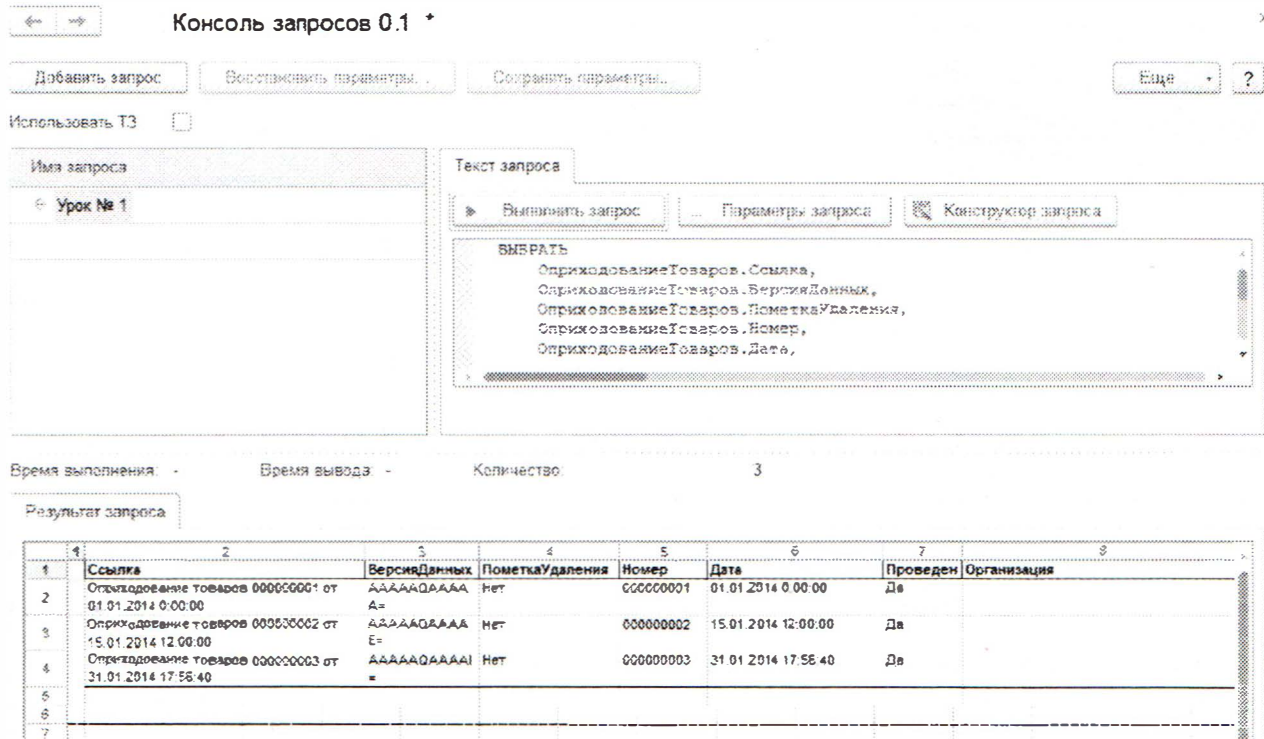 Консоль запросов 0.1 *
Добавить запрос Восстановить параметры... Сохранить параметры... Еще ?
Использовать ТЗ
Имя запроса
Урок № 1
Текст запроса
Выполнить запрос ... Параметры запроса Конструктор запроса
ВЫБРАТЬ
ОприходованиеТоваров.Ссылка,
ОприходованиеТоваров.ВерсияДанных,
ОприходованиеТоваров.ПометкаУдаления,
ОприходованиеТоваров.Номер,
ОприходованиеТоваров.Дата,
Время выполнения: - Время вывода: - Количество: 3
Результат запроса
1 2 3 4 5 6 7 8
1 Ссылка ВерсияДанных ПометкаУдаления Номер Дата Проведен Организация
2 Оприходование товаров 000000001 от AAAAAQAAAA Нет 000000001 01.01.2014 0:00:00 Да
01.01.2014 0:00:00 A=
3 Оприходование товаров 000000002 от AAAAAQAAAA Нет 000000002 15.01.2014 12:00:00 Да
15.01.2014 12:00:00 E=
4 Оприходование товаров 000000003 от AAAAAQAAAAI Нет 000000003 31.01.2014 17:56:40 Да
31.01.2014 17:56:40 =
5
6
7